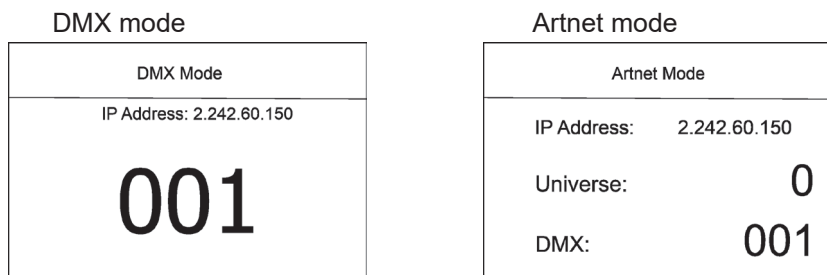 DMX mode
DMX Mode
IP Address: 2.242.60.150
001
Artnet mode
Artnet Mode
IP Address: 2.242.60.150
Universe: 0
DMX: 001